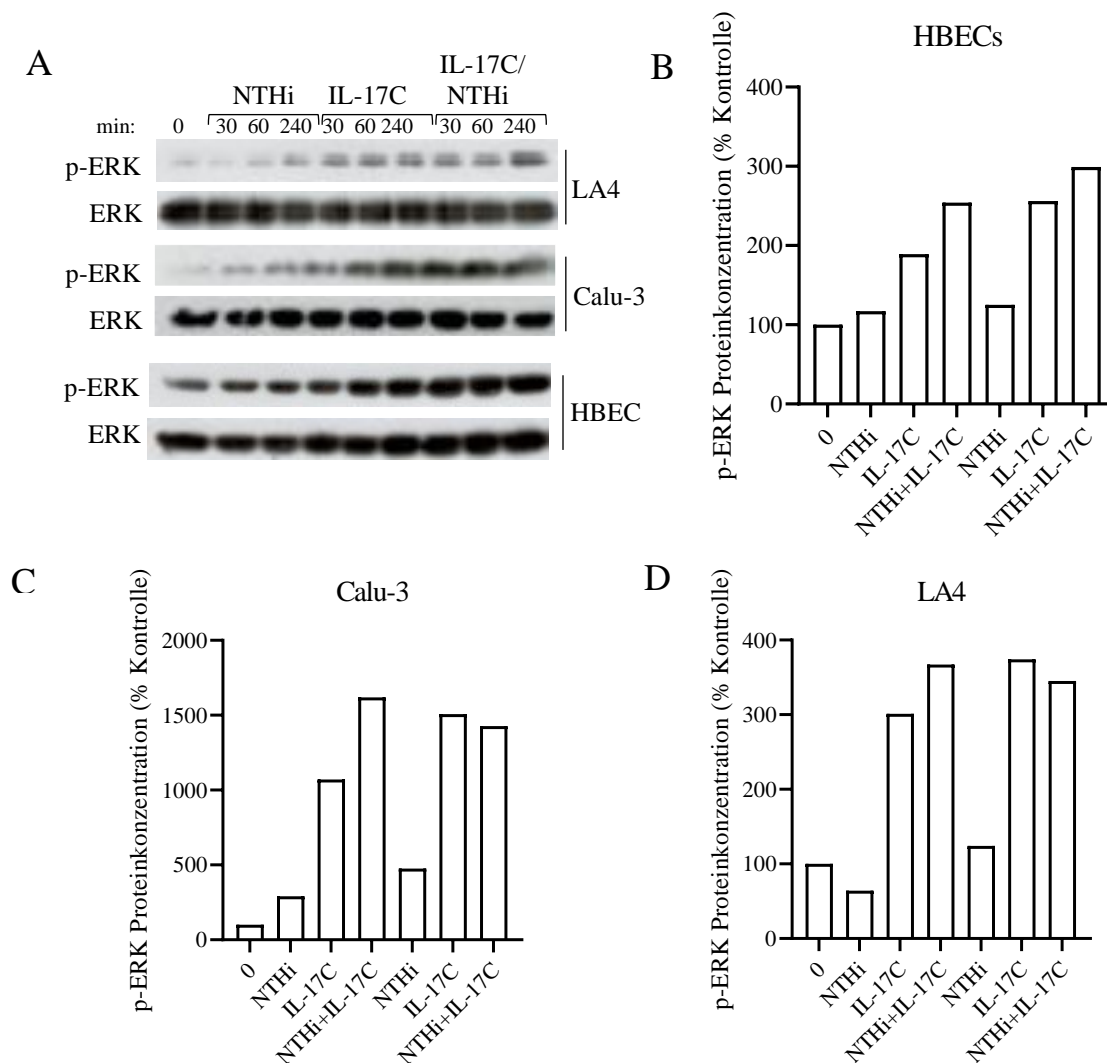 A
IL-17C/
NTHi IL-17C NTHi
min: 0 30 60 240 30 60 240 30 60 240
p-ERK
ERK
LA4
p-ERK
ERK
Calu-3
p-ERK
ERK
HBEC
B
HBECs
p-ERK Proteinkonzentration (% Kontrolle)
400
300
200
100
0
0 NTHi IL-17C NTHi+IL-17C NTHi IL-17C NTHi+IL-17C
C
Calu-3
p-ERK Proteinkonzentration (% Kontrolle)
2000
1500
1000
500
0
0 NTHi IL-17C NTHi+IL-17C NTHi IL-17C NTHi+IL-17C
D
LA4
p-ERK Proteinkonzentration (% Kontrolle)
400
300
200
100
0
0 NTHi IL-17C NTHi+IL-17C NTHi IL-17C NTHi+IL-17C